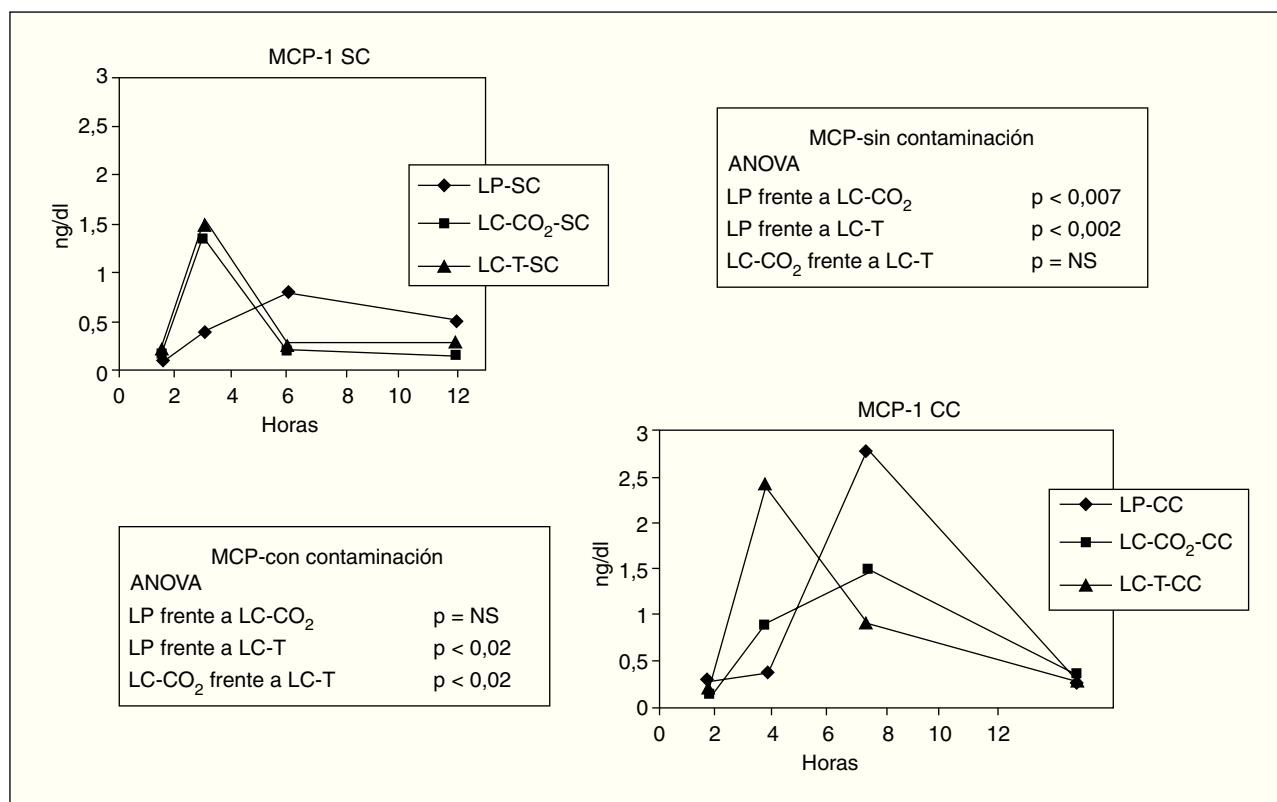 MCP-1 SC
3
2,5
2
1,5
1
0,5
0
ng/dl
0 2 4 6 8 10 12
Horas
LP-SC
LC-CO₂-SC
LC-T-SC
MCP-sin contaminación
ANOVA
LP frente a LC-CO₂ p < 0,007
LP frente a LC-T p < 0,002
LC-CO₂ frente a LC-T p = NS
MCP-con contaminación
ANOVA
LP frente a LC-CO₂ p = NS
LP frente a LC-T p < 0,02
LC-CO₂ frente a LC-T p < 0,02
MCP-1 CC
3
2,5
2
1,5
1
0,5
0
ng/dl
0 2 4 6 8 10 12
Horas
LP-CC
LC-CO₂-CC
LC-T-CC